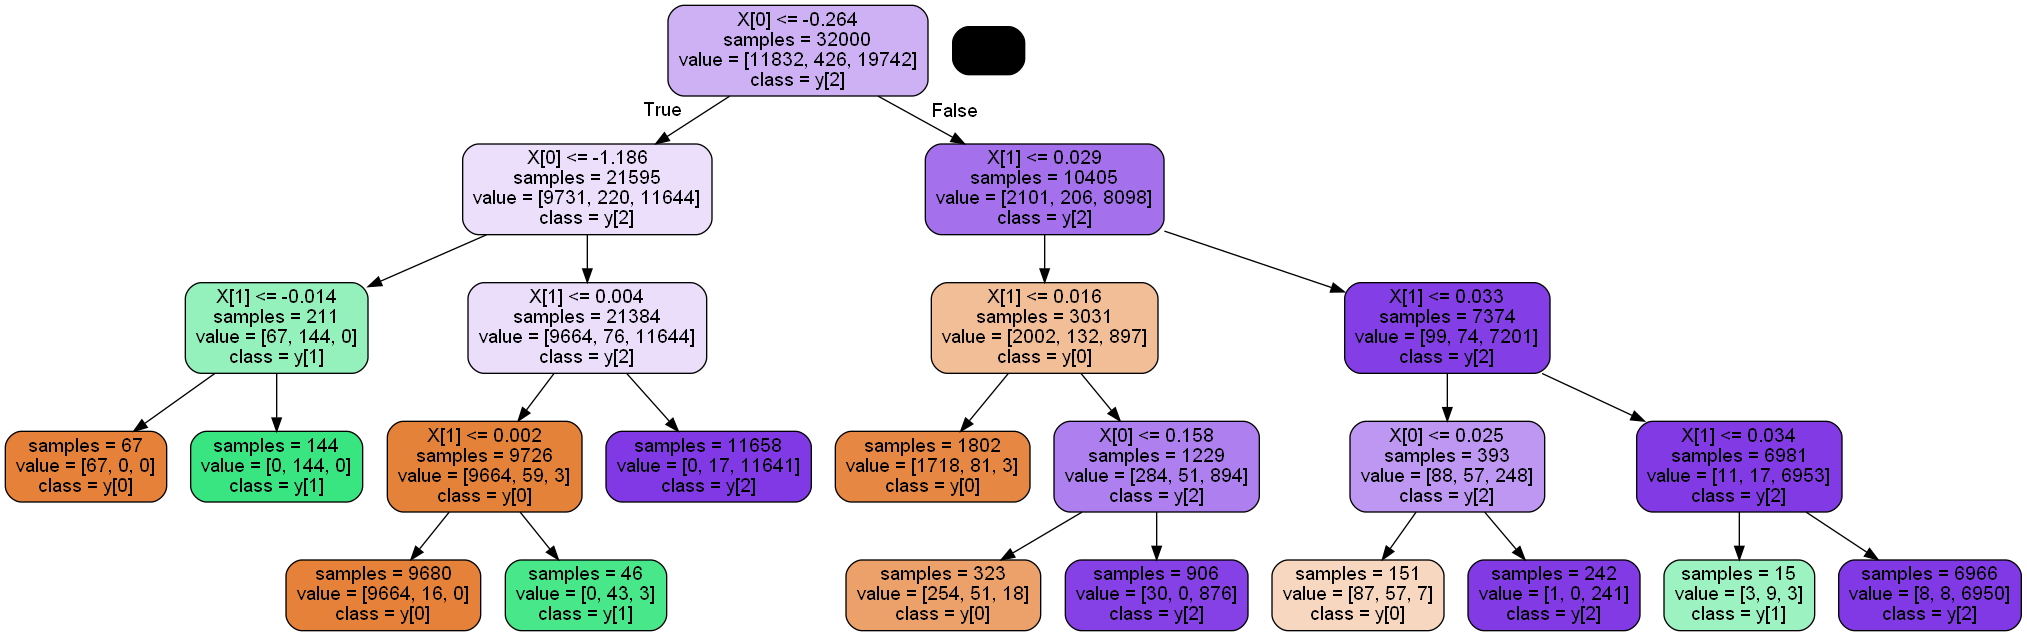 X[0] <= -0.264
samples = 32000
value = [11832, 426, 19742]
class = y[2]
True
False
X[0] <= -1.186
samples = 21595
value = [9731, 220, 11644]
class = y[2]
X[1] <= 0.029
samples = 10405
value = [2101, 206, 8098]
class = y[2]
X[1] <= -0.014
samples = 211
value = [67, 144, 0]
class = y[1]
X[1] <= 0.004
samples = 21384
value = [9664, 76, 11644]
class = y[2]
X[1] <= 0.016
samples = 3031
value = [2002, 132, 897]
class = y[0]
X[1] <= 0.033
samples = 7374
value = [99, 74, 7201]
class = y[2]
samples = 67
value = [67, 0, 0]
class = y[0]
samples = 144
value = [0, 144, 0]
class = y[1]
X[1] <= 0.002
samples = 9726
value = [9664, 59, 3]
class = y[0]
samples = 11658
value = [0, 17, 11641]
class = y[2]
samples = 1802
value = [1718, 81, 3]
class = y[0]
X[0] <= 0.158
samples = 1229
value = [284, 51, 894]
class = y[2]
X[0] <= 0.025
samples = 393
value = [88, 57, 248]
class = y[2]
X[1] <= 0.034
samples = 6981
value = [11, 17, 6953]
class = y[2]
samples = 9680
value = [9664, 16, 0]
class = y[0]
samples = 46
value = [0, 43, 3]
class = y[1]
samples = 323
value = [254, 51, 18]
class = y[0]
samples = 906
value = [30, 0, 876]
class = y[2]
samples = 151
value = [87, 57, 7]
class = y[0]
samples = 242
value = [1, 0, 241]
class = y[2]
samples = 15
value = [3, 9, 3]
class = y[1]
samples = 6966
value = [8, 8, 6950]
class = y[2]